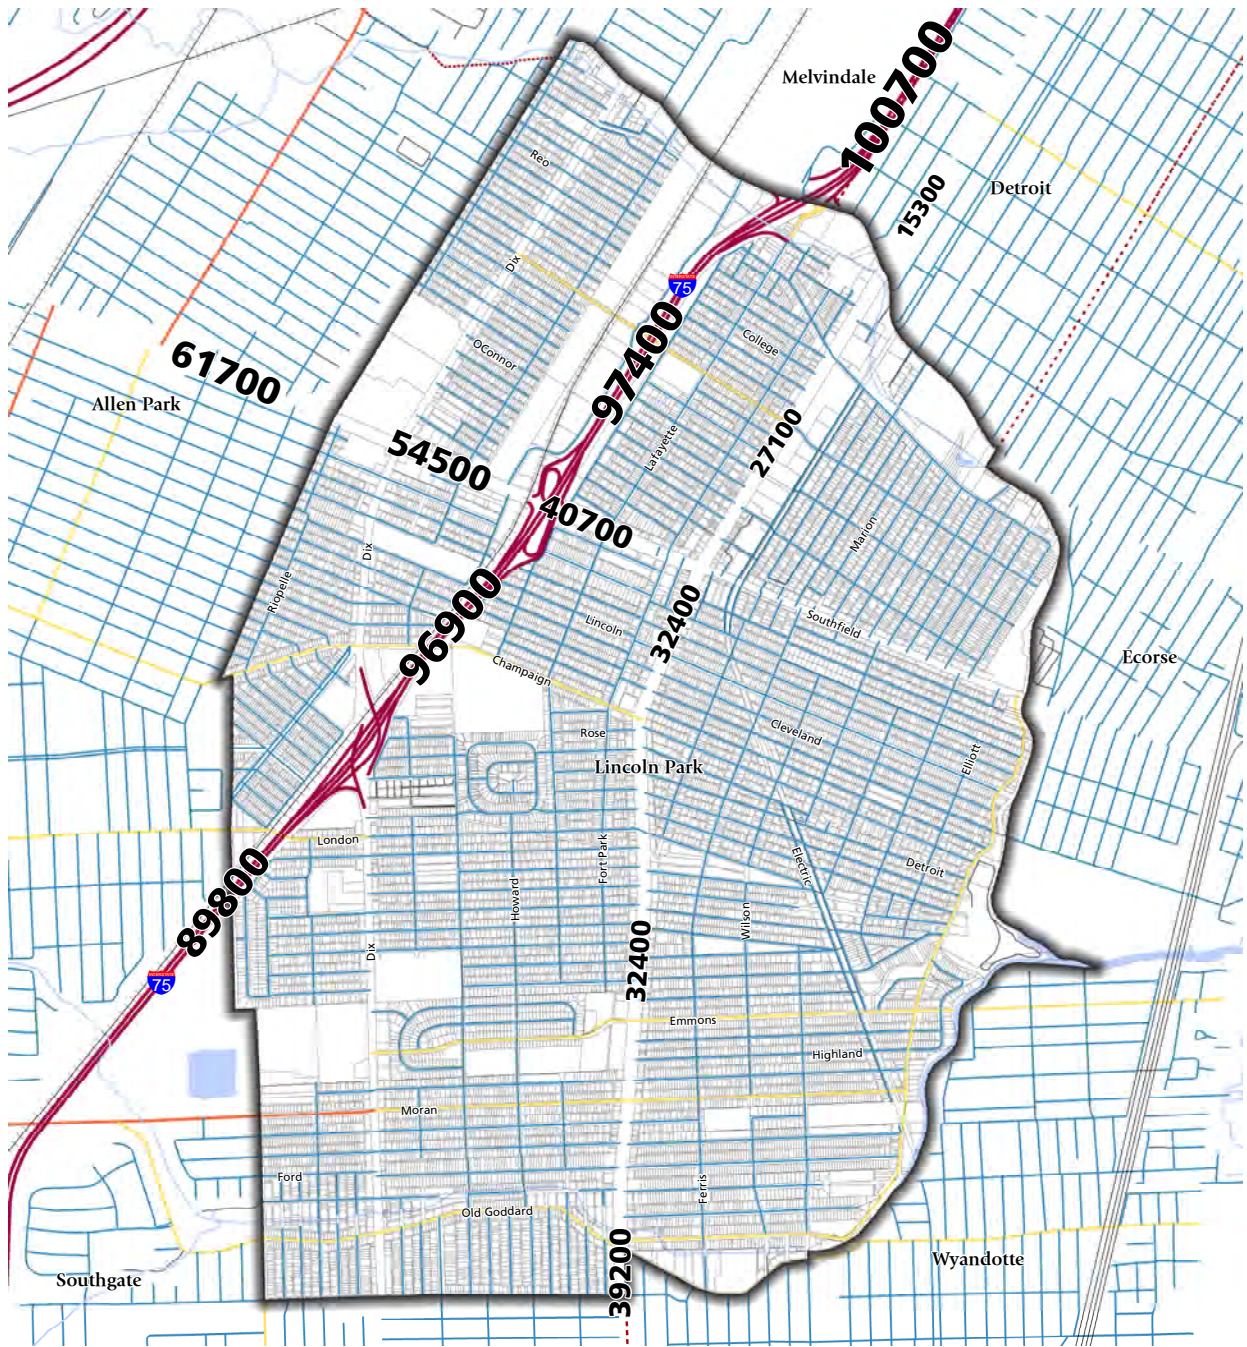 Melvindale
100700
Reo
15300
Detroit
Dix
75
97400
College
OConnor
61700
Allen Park
27100
Lafayette
54500
40700
Marion
Dix
Riopelle
96900
32400
Lincoln
Southfield
Ecorse
Champaign
Rose
Cleveland
Elliott
Lincoln Park
London
Fort Park
Electric
Detroit
89800
Howard
Wilson
Dix
32400
75
Emmons
Highland
Moran
Ford
Ferris
Old Goddard
Southgate
39200
Wyandotte